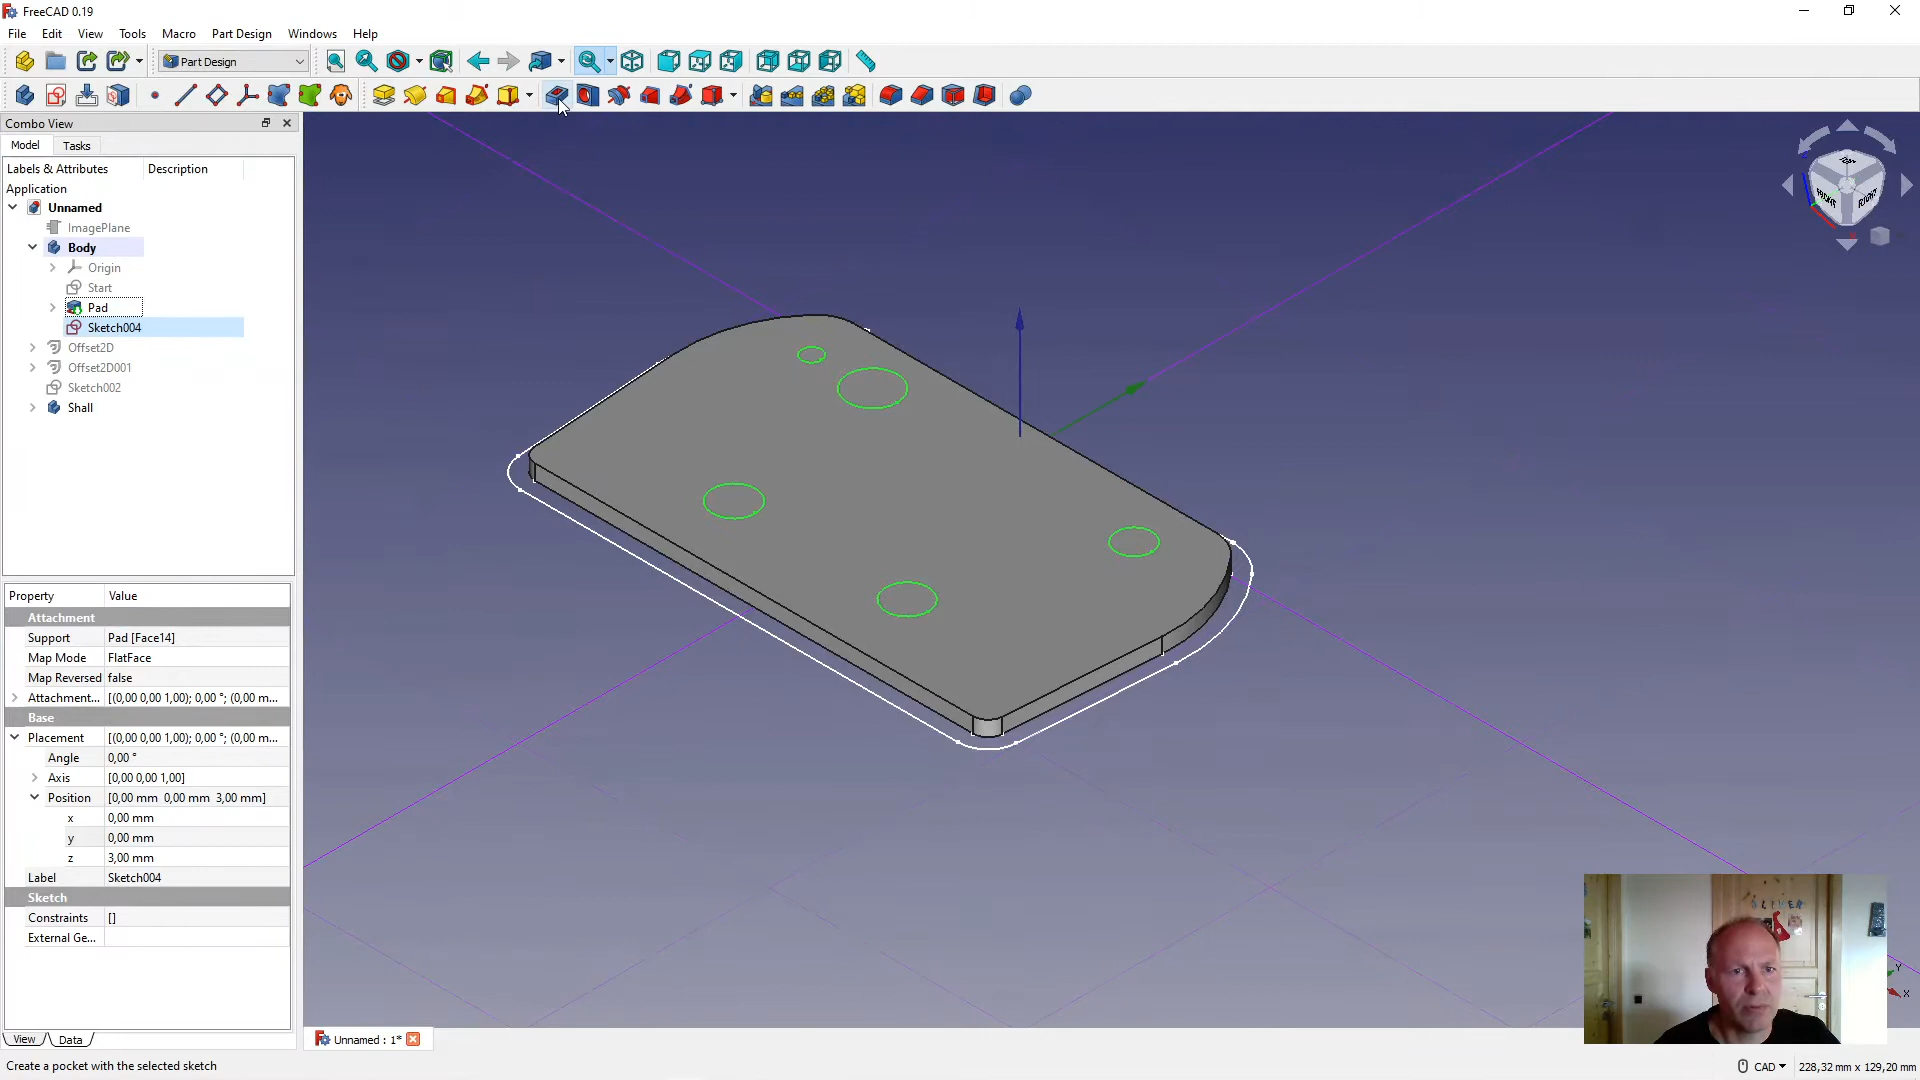 FreeCAD 0.19
File Edit View Tools Macro Part Design Windows Help
Part Design
Combo View
Model Tasks
Labels & Attributes Description
Application
Unnamed
ImagePlane
Body
Origin
Start
Pad
Sketch004
Offset2D
Offset2D001
Sketch002
Shall
TOP
FRONT
RIGHT
Property Value
Attachment
Support Pad [Face14]
Map Mode FlatFace
Map Reversed false
Attachment... [(0,00 0,00 1,00); 0,00 °; (0,00 m...
Base
Placement [(0,00 0,00 1,00); 0,00 °; (0,00 m...
Angle 0,00 °
Axis [0,00 0,00 1,00]
Position [0,00 mm 0,00 mm 3,00 mm]
x 0,00 mm
y 0,00 mm
z 3,00 mm
Label Sketch004
Sketch
Constraints []
External Ge...
View Data
Unnamed : 1*
Y
X
Create a pocket with the selected sketch
CAD 228,32 mm x 129,20 mm